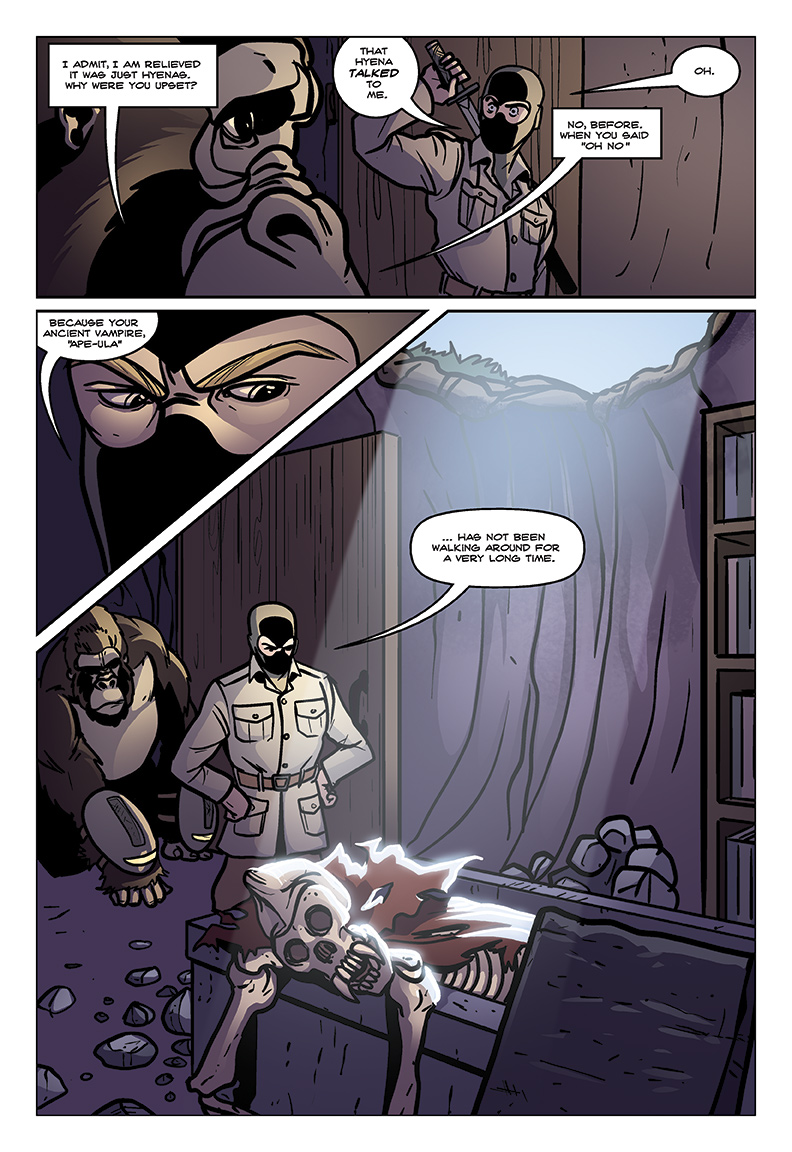 I ADMIT, I AM RELIEVED
IT WAS JUST HYENAS.
WHY WERE YOU UPSET?
THAT
HYENA
TALKED
TO
ME.
OH.
NO, BEFORE.
WHEN YOU SAID
"OH NO"
BECAUSE YOUR
ANCIENT VAMPIRE,
"APE-ULA"
... HAS NOT BEEN
WALKING AROUND FOR
A VERY LONG TIME.